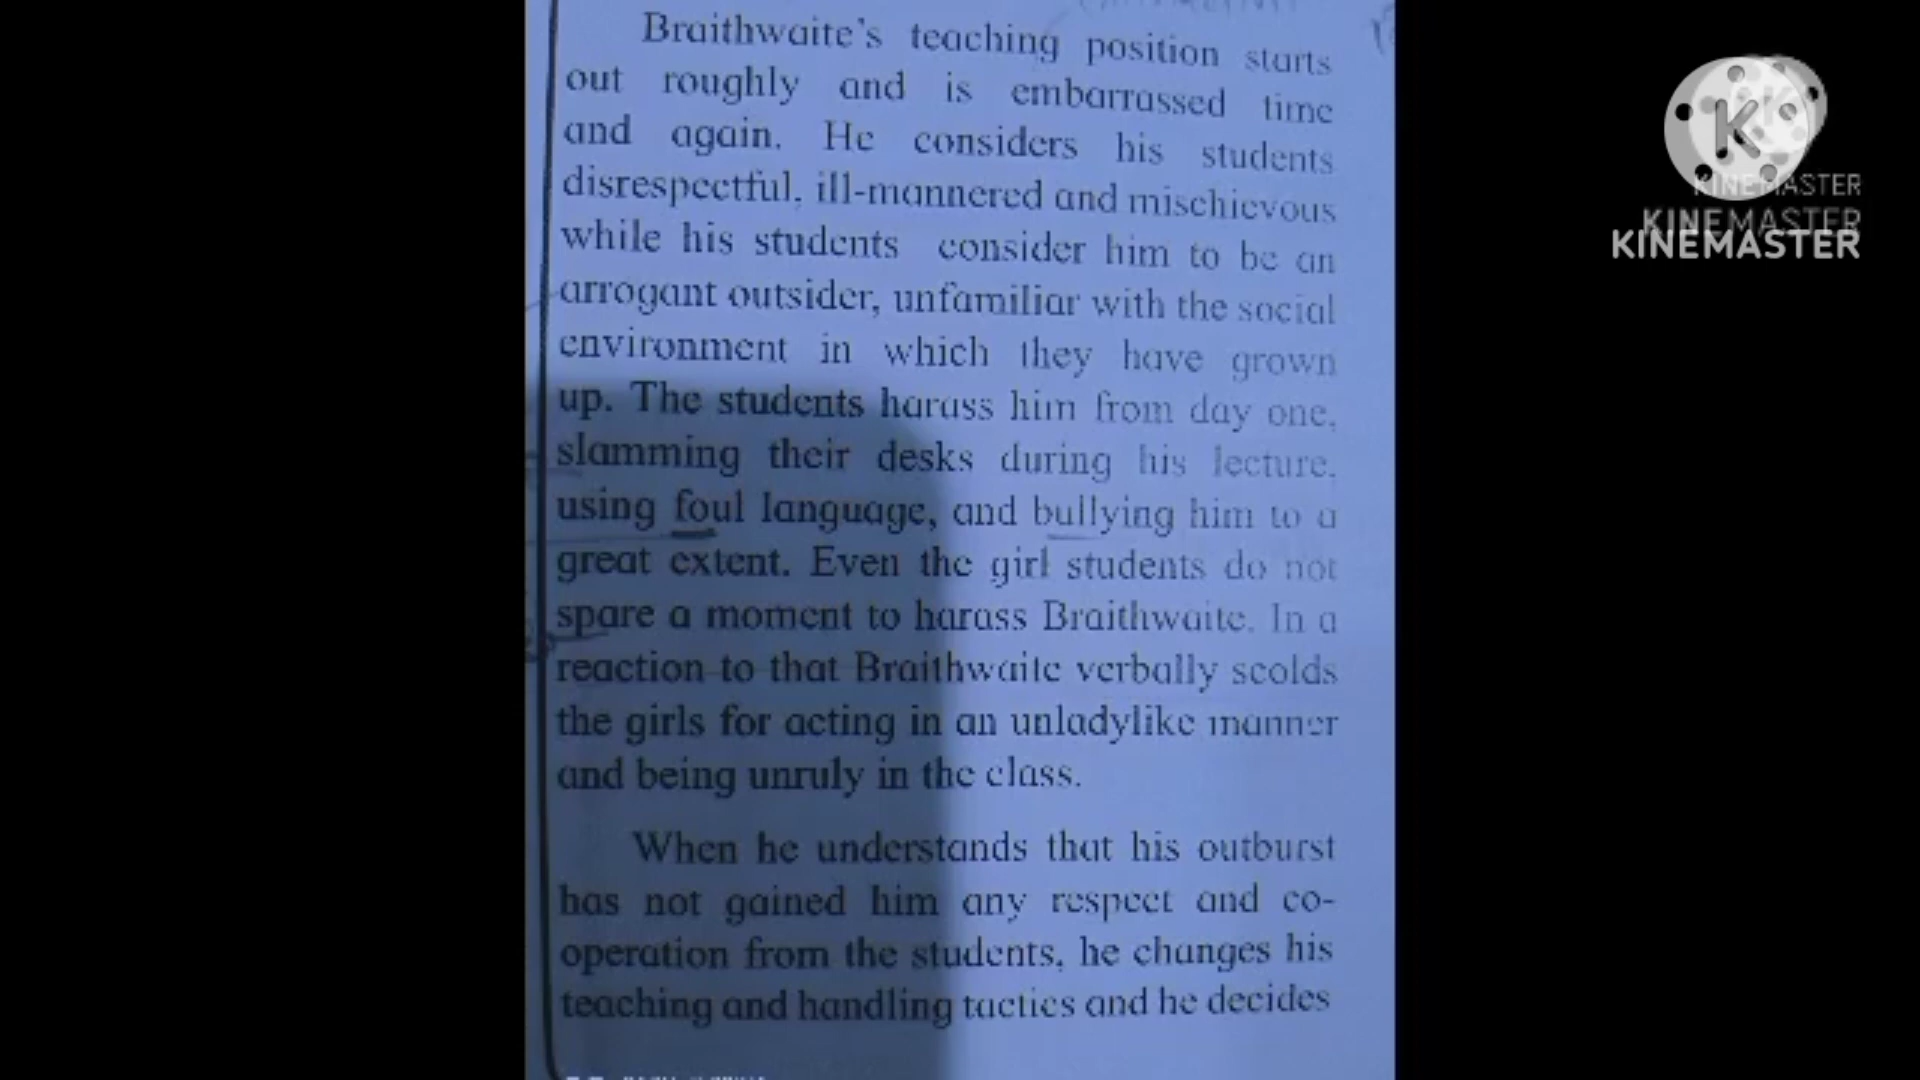 Braithwaite's teaching position starts
out roughly and is embarrassed time
and again. He considers his students
disrespectful, ill-mannered and mischievous
while his students consider him to be an
arrogant outsider, unfamiliar with the social
environment in which they have grown
up. The students harass him from day one,
slamming their desks during his lecture,
using foul language, and bullying him to a
great extent. Even the girl students do not
spare a moment to harass Braithwaite. In a
reaction to that Braithwaite verbally scolds
the girls for acting in an unladylike manner
and being unruly in the class.
When he understands that his outburst
has not gained him any respect and co-
operation from the students, he changes his
teaching and handling tactics and he decides
K
KINEMASTER
KINEMASTER
KINEMASTER